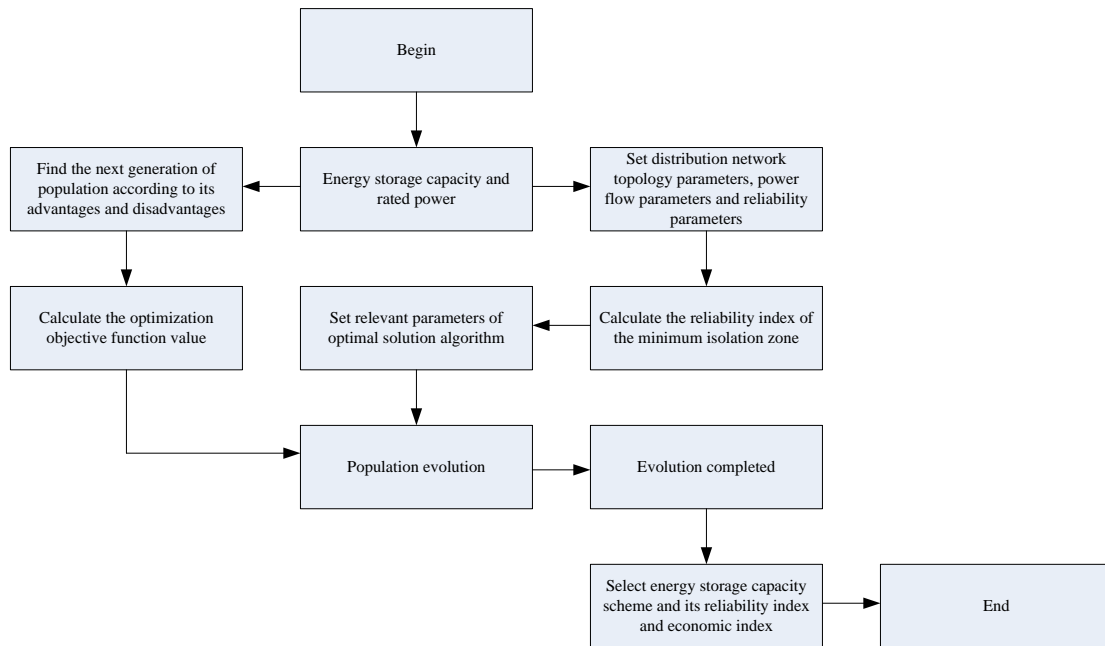 Begin
Find the next generation of
population according to its
advantages and disadvantages
Energy storage capacity and
rated power
Set distribution network
topology parameters, power
flow parameters and reliability
parameters
Calculate the optimization
objective function value
Set relevant parameters of
optimal solution algorithm
Calculate the reliability index of
the minimum isolation zone
Population evolution
Evolution completed
Select energy storage capacity
scheme and its reliability index
and economic index
End